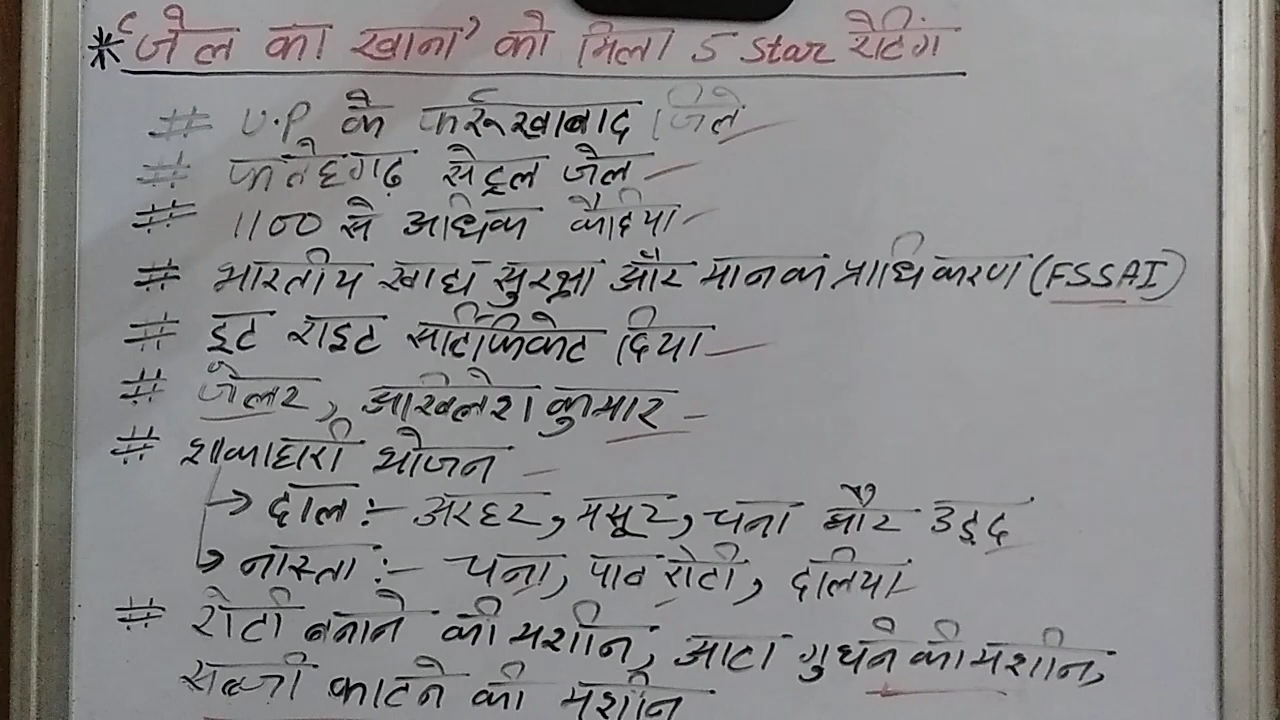 * 'जेल का खाना' को मिला 5 Star रेटिंग
# U.P के फर्रूखाबाद जिले
# फतेहगढ़ सेंट्रल जेल
# 1100 से अधिक कैदियो
# भारतीय खाद्य सुरक्षा और मानक प्राधिकरण (FSSAI)
# इट राइट सर्टिफिकेट दिया
# जेलर, अखिलेश कुमार
# शाकाहारी भोजन
→ दाल :- अरहर, मसूर, चना और उड़द
→ नास्ता :- चना, पाव रोटी, दलिया
# रोटी बनाने की मशीन, आटा गुथने की मशीन,
सब्जी काटने की मशीन